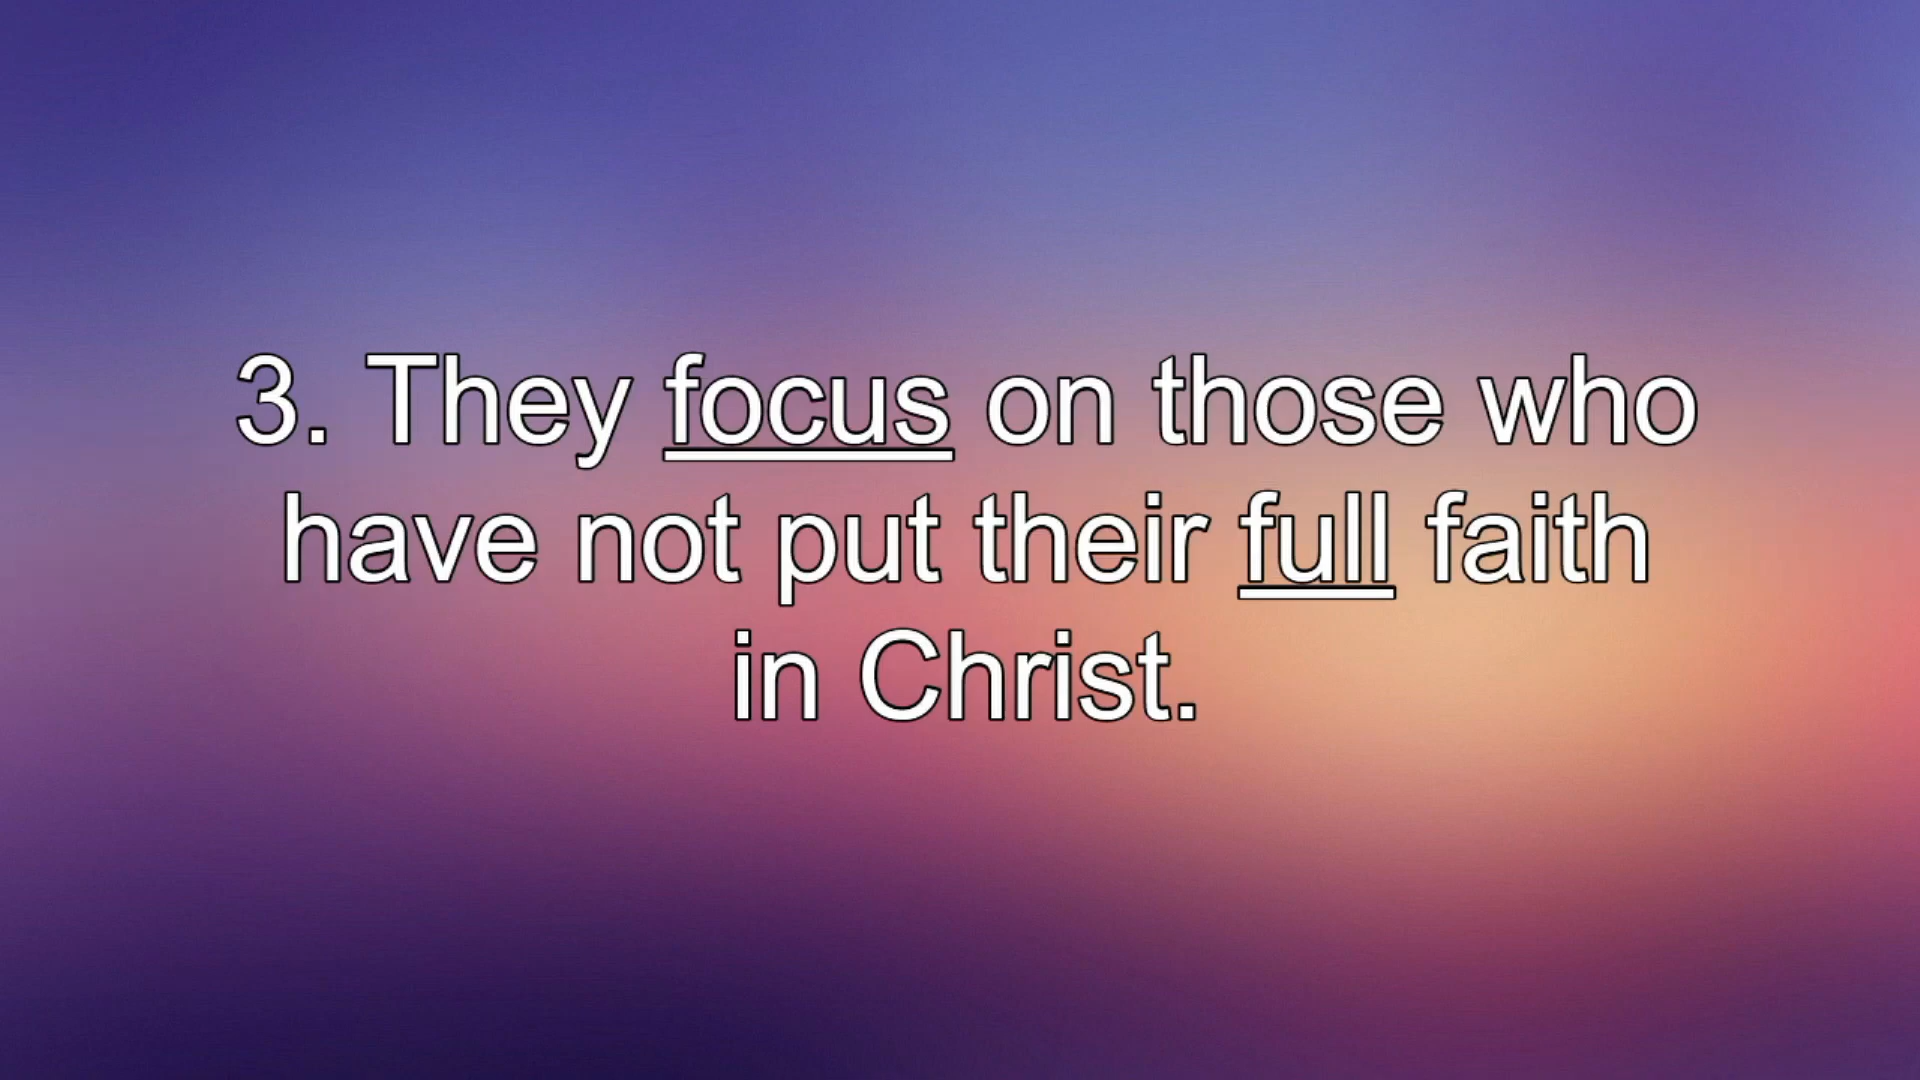 3. They focus on those who
have not put their full faith
in Christ.